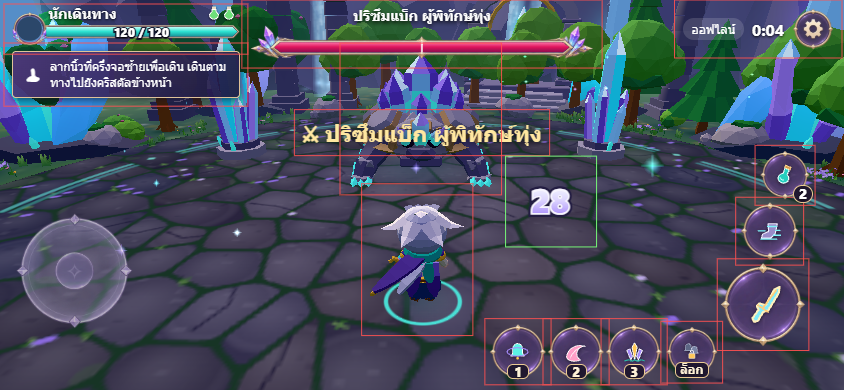 นักเดินทาง
120 / 120
ลากนิ้วที่ครึ่งจอซ้ายเพื่อเดิน เดินตาม
ทางไปยังคริสตัลข้างหน้า
ปริซึมแบ็ก ผู้พิทักษ์ทุ่ง
ออฟไลน์
0:04
ปริซึมแบ็ก ผู้พิทักษ์ทุ่ง
28
2
1
2
3
ล็อก